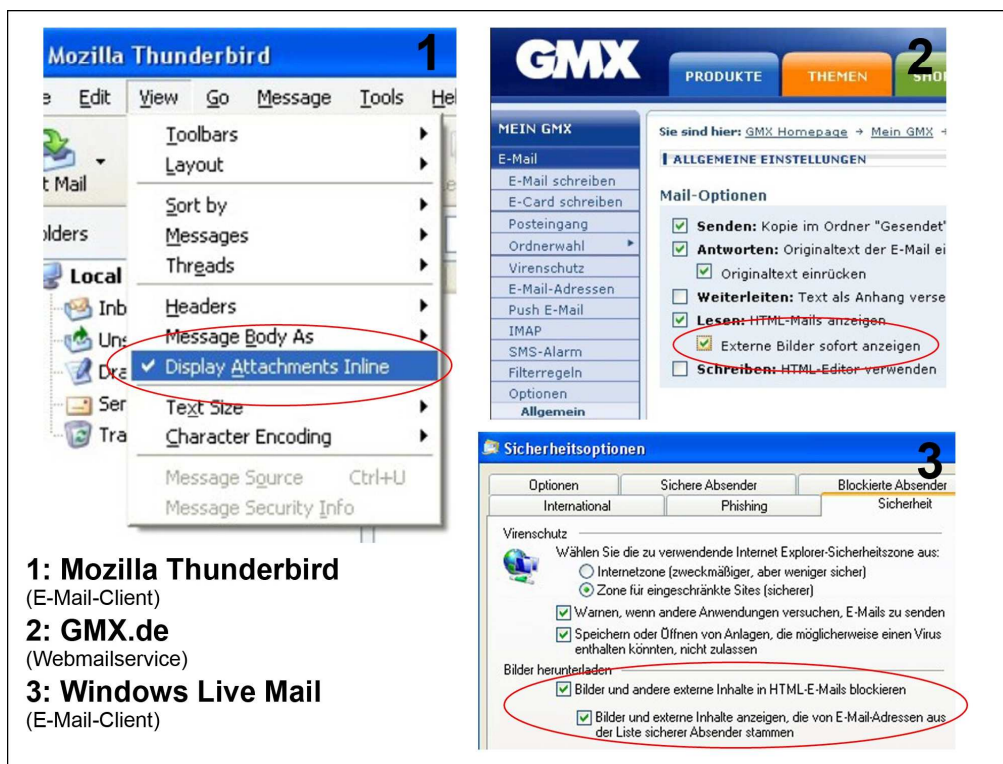 Mozilla Thunderbird
1
e Edit View Go Message Tools Hel
Toolbars
Layout
t Mail
Sort by
Messages
Threads
olders
Local
Inb
Uns
Dra
Ser
Tra
Headers
Message Body As
Display Attachments Inline
Text Size
Character Encoding
Message Source Ctrl+U
Message Security Info
GMX
2
PRODUKTE THEMEN SHOP
MEIN GMX
E-Mail
E-Mail schreiben
E-Card schreiben
Posteingang
Ordnerwahl
Virenschutz
E-Mail-Adressen
Push E-Mail
IMAP
SMS-Alarm
Filterregeln
Optionen
Allgemein
Sie sind hier: GMX Homepage → Mein GMX →
ALLGEMEINE EINSTELLUNGEN
Mail-Optionen
Senden: Kopie im Ordner "Gesendet"
Antworten: Originaltext der E-Mail ei
Originaltext einrücken
Weiterleiten: Text als Anhang verse
Lesen: HTML-Mails anzeigen
Externe Bilder sofort anzeigen
Schreiben: HTML-Editor verwenden
Sicherheitsoptionen
3
Optionen Sichere Absender Blockierte Absender
International Phishing Sicherheit
Virenschutz
Wählen Sie die zu verwendende Internet Explorer-Sicherheitszone aus:
Internetzone (zweckmäßiger, aber weniger sicher)
Zone für eingeschränkte Sites (sicherer)
Warnen, wenn andere Anwendungen versuchen, E-Mails zu senden
Speichern oder Öffnen von Anlagen, die möglicherweise einen Virus
enthalten könnten, nicht zulassen
Bilder herunterladen
Bilder und andere externe Inhalte in HTML-E-Mails blockieren
Bilder und externe Inhalte anzeigen, die von E-Mail-Adressen aus
der Liste sicherer Absender stammen
1: Mozilla Thunderbird
(E-Mail-Client)
2: GMX.de
(Webmailservice)
3: Windows Live Mail
(E-Mail-Client)